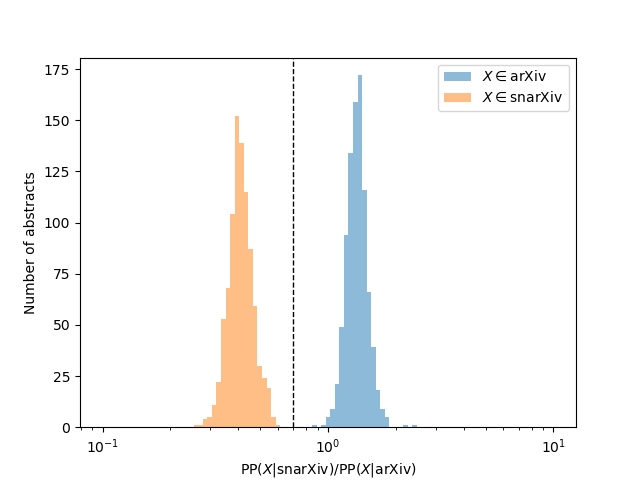 175
150
125
100
75
50
25
0
Number of abstracts
X ∈ arXiv
X ∈ snarXiv
10⁻¹
10⁰
10¹
PP(X|snarXiv)/PP(X|arXiv)